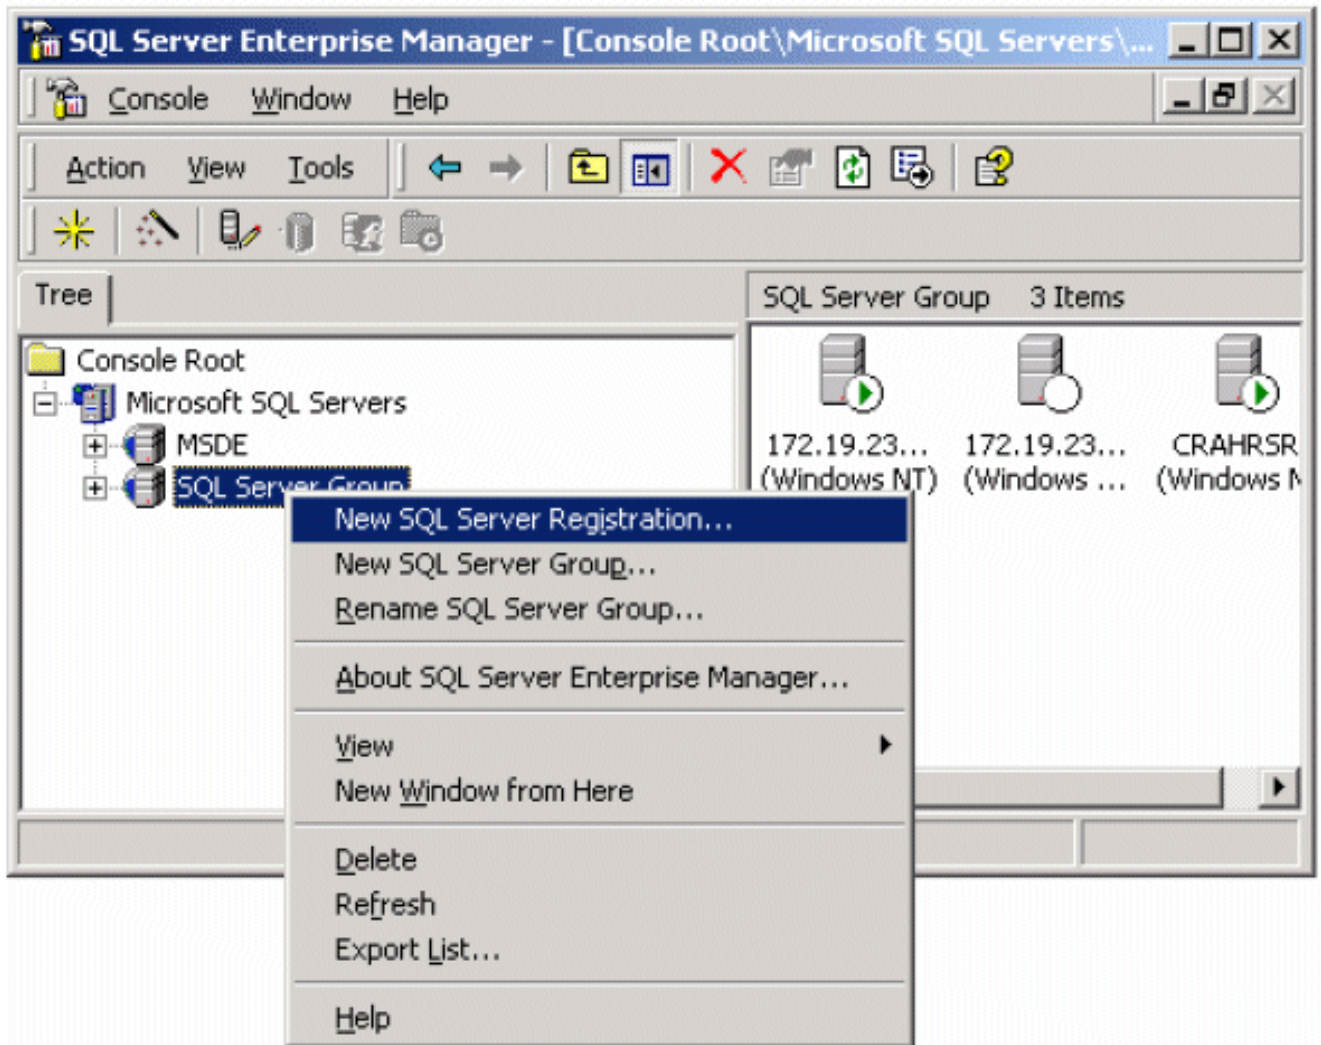 SQL Server Enterprise Manager - [Console Root\Microsoft SQL Servers\...
Console Window Help
Action View Tools
Tree
SQL Server Group 3 Items
Console Root
Microsoft SQL Servers
MSDE
SQL Server Group
172.19.23...
(Windows NT)
172.19.23...
(Windows ...
CRAHRSR
(Windows N
New SQL Server Registration...
New SQL Server Group...
Rename SQL Server Group...
About SQL Server Enterprise Manager...
View
New Window from Here
Delete
Refresh
Export List...
Help